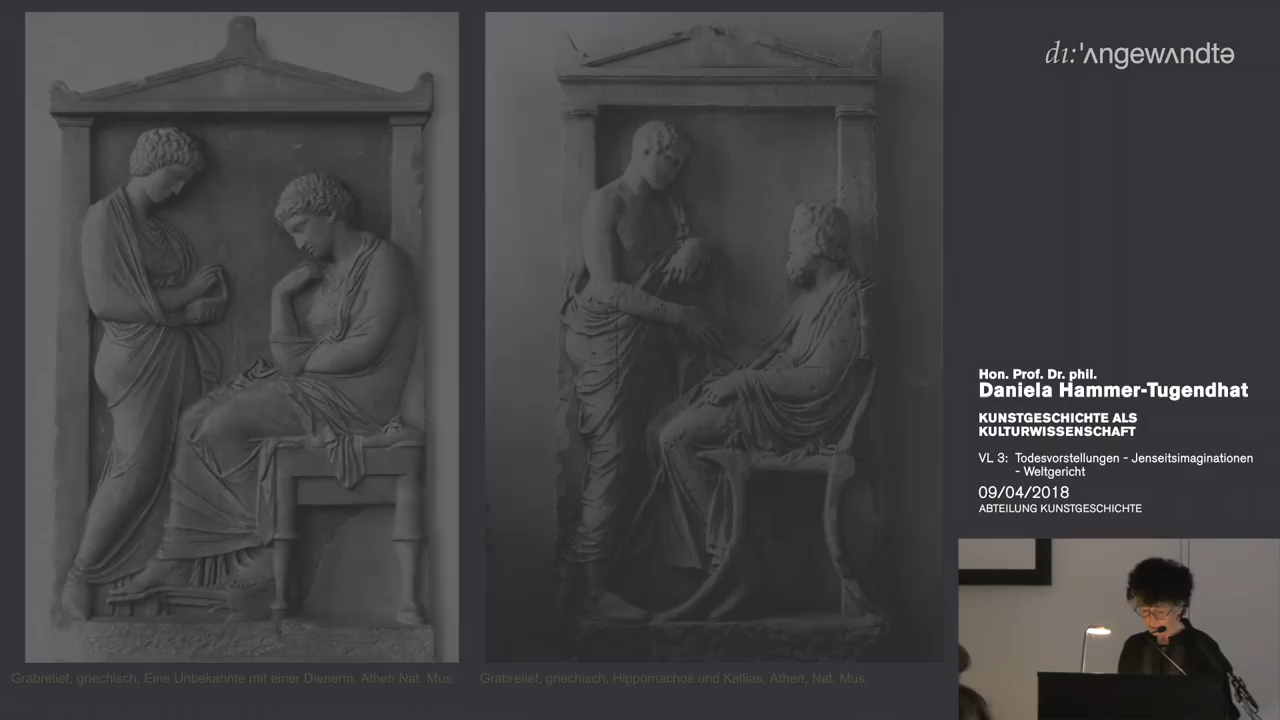 dı:'ʌngewʌndtə
Hon. Prof. Dr. phil.
Daniela Hammer-Tugendhat
KUNSTGESCHICHTE ALS
KULTURWISSENSCHAFT
VL 3: Todesvorstellungen - Jenseitsimaginationen
- Weltgericht
09/04/2018
ABTEILUNG KUNSTGESCHICHTE
Grabrelief, griechisch, Eine Unbekannte mit einer Dienerin, Athen Nat. Mus
Grabrelief, griechisch, Hippomachos und Kallias, Athen, Nat. Mus.